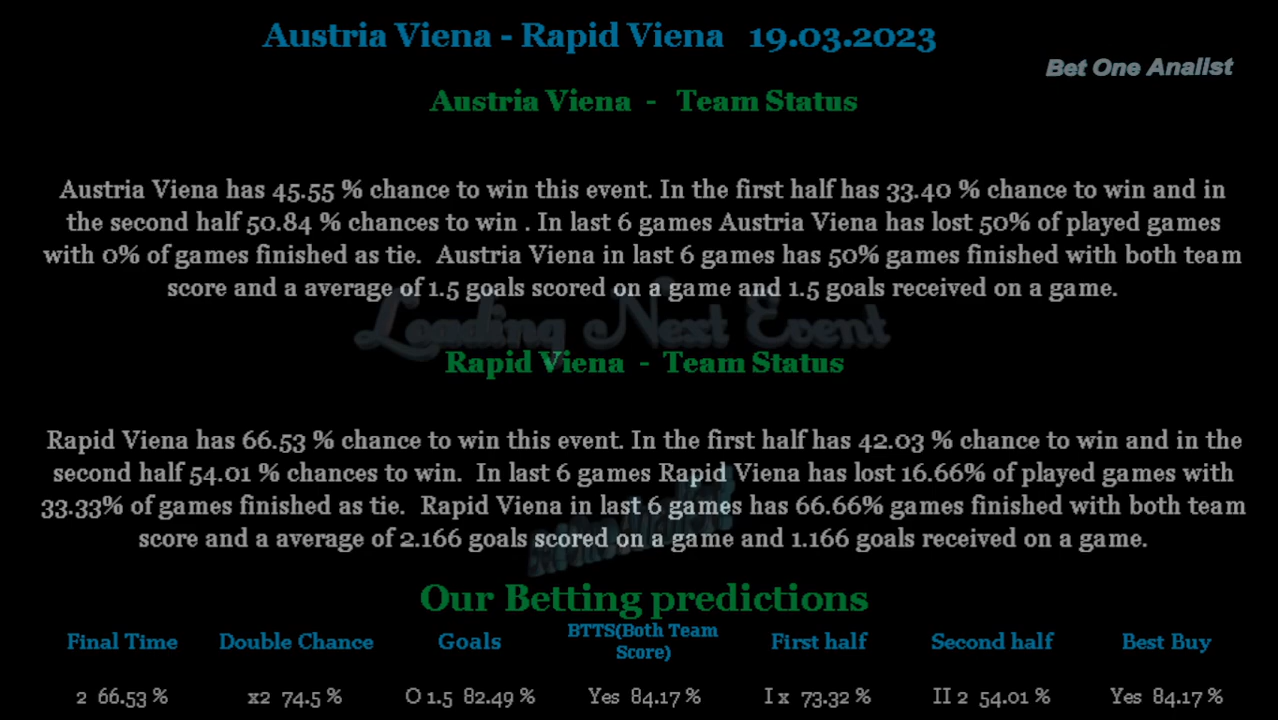 Austria Viena - Rapid Viena 19.03.2023
Bet One Analist
Austria Viena - Team Status
Austria Viena has 45.55 % chance to win this event. In the first half has 33.40 % chance to win and in
the second half 50.84 % chances to win . In last 6 games Austria Viena has lost 50% of played games
with 0% of games finished as tie. Austria Viena in last 6 games has 50% games finished with both team
score and a average of 1.5 goals scored on a game and 1.5 goals received on a game.
Loading Next Event
Rapid Viena - Team Status
Rapid Viena has 66.53 % chance to win this event. In the first half has 42.03 % chance to win and in the
second half 54.01 % chances to win. In last 6 games Rapid Viena has lost 16.66% of played games with
33.33% of games finished as tie. Rapid Viena in last 6 games has 66.66% games finished with both team
score and a average of 2.166 goals scored on a game and 1.166 goals received on a game.
Our Betting predictions
Final Time Double Chance Goals BTTS(Both Team Score) First half Second half Best Buy
2 66.53 % x2 74.5 % O 1.5 82.49 % Yes 84.17 % I x 73.32 % II 2 54.01 % Yes 84.17 %